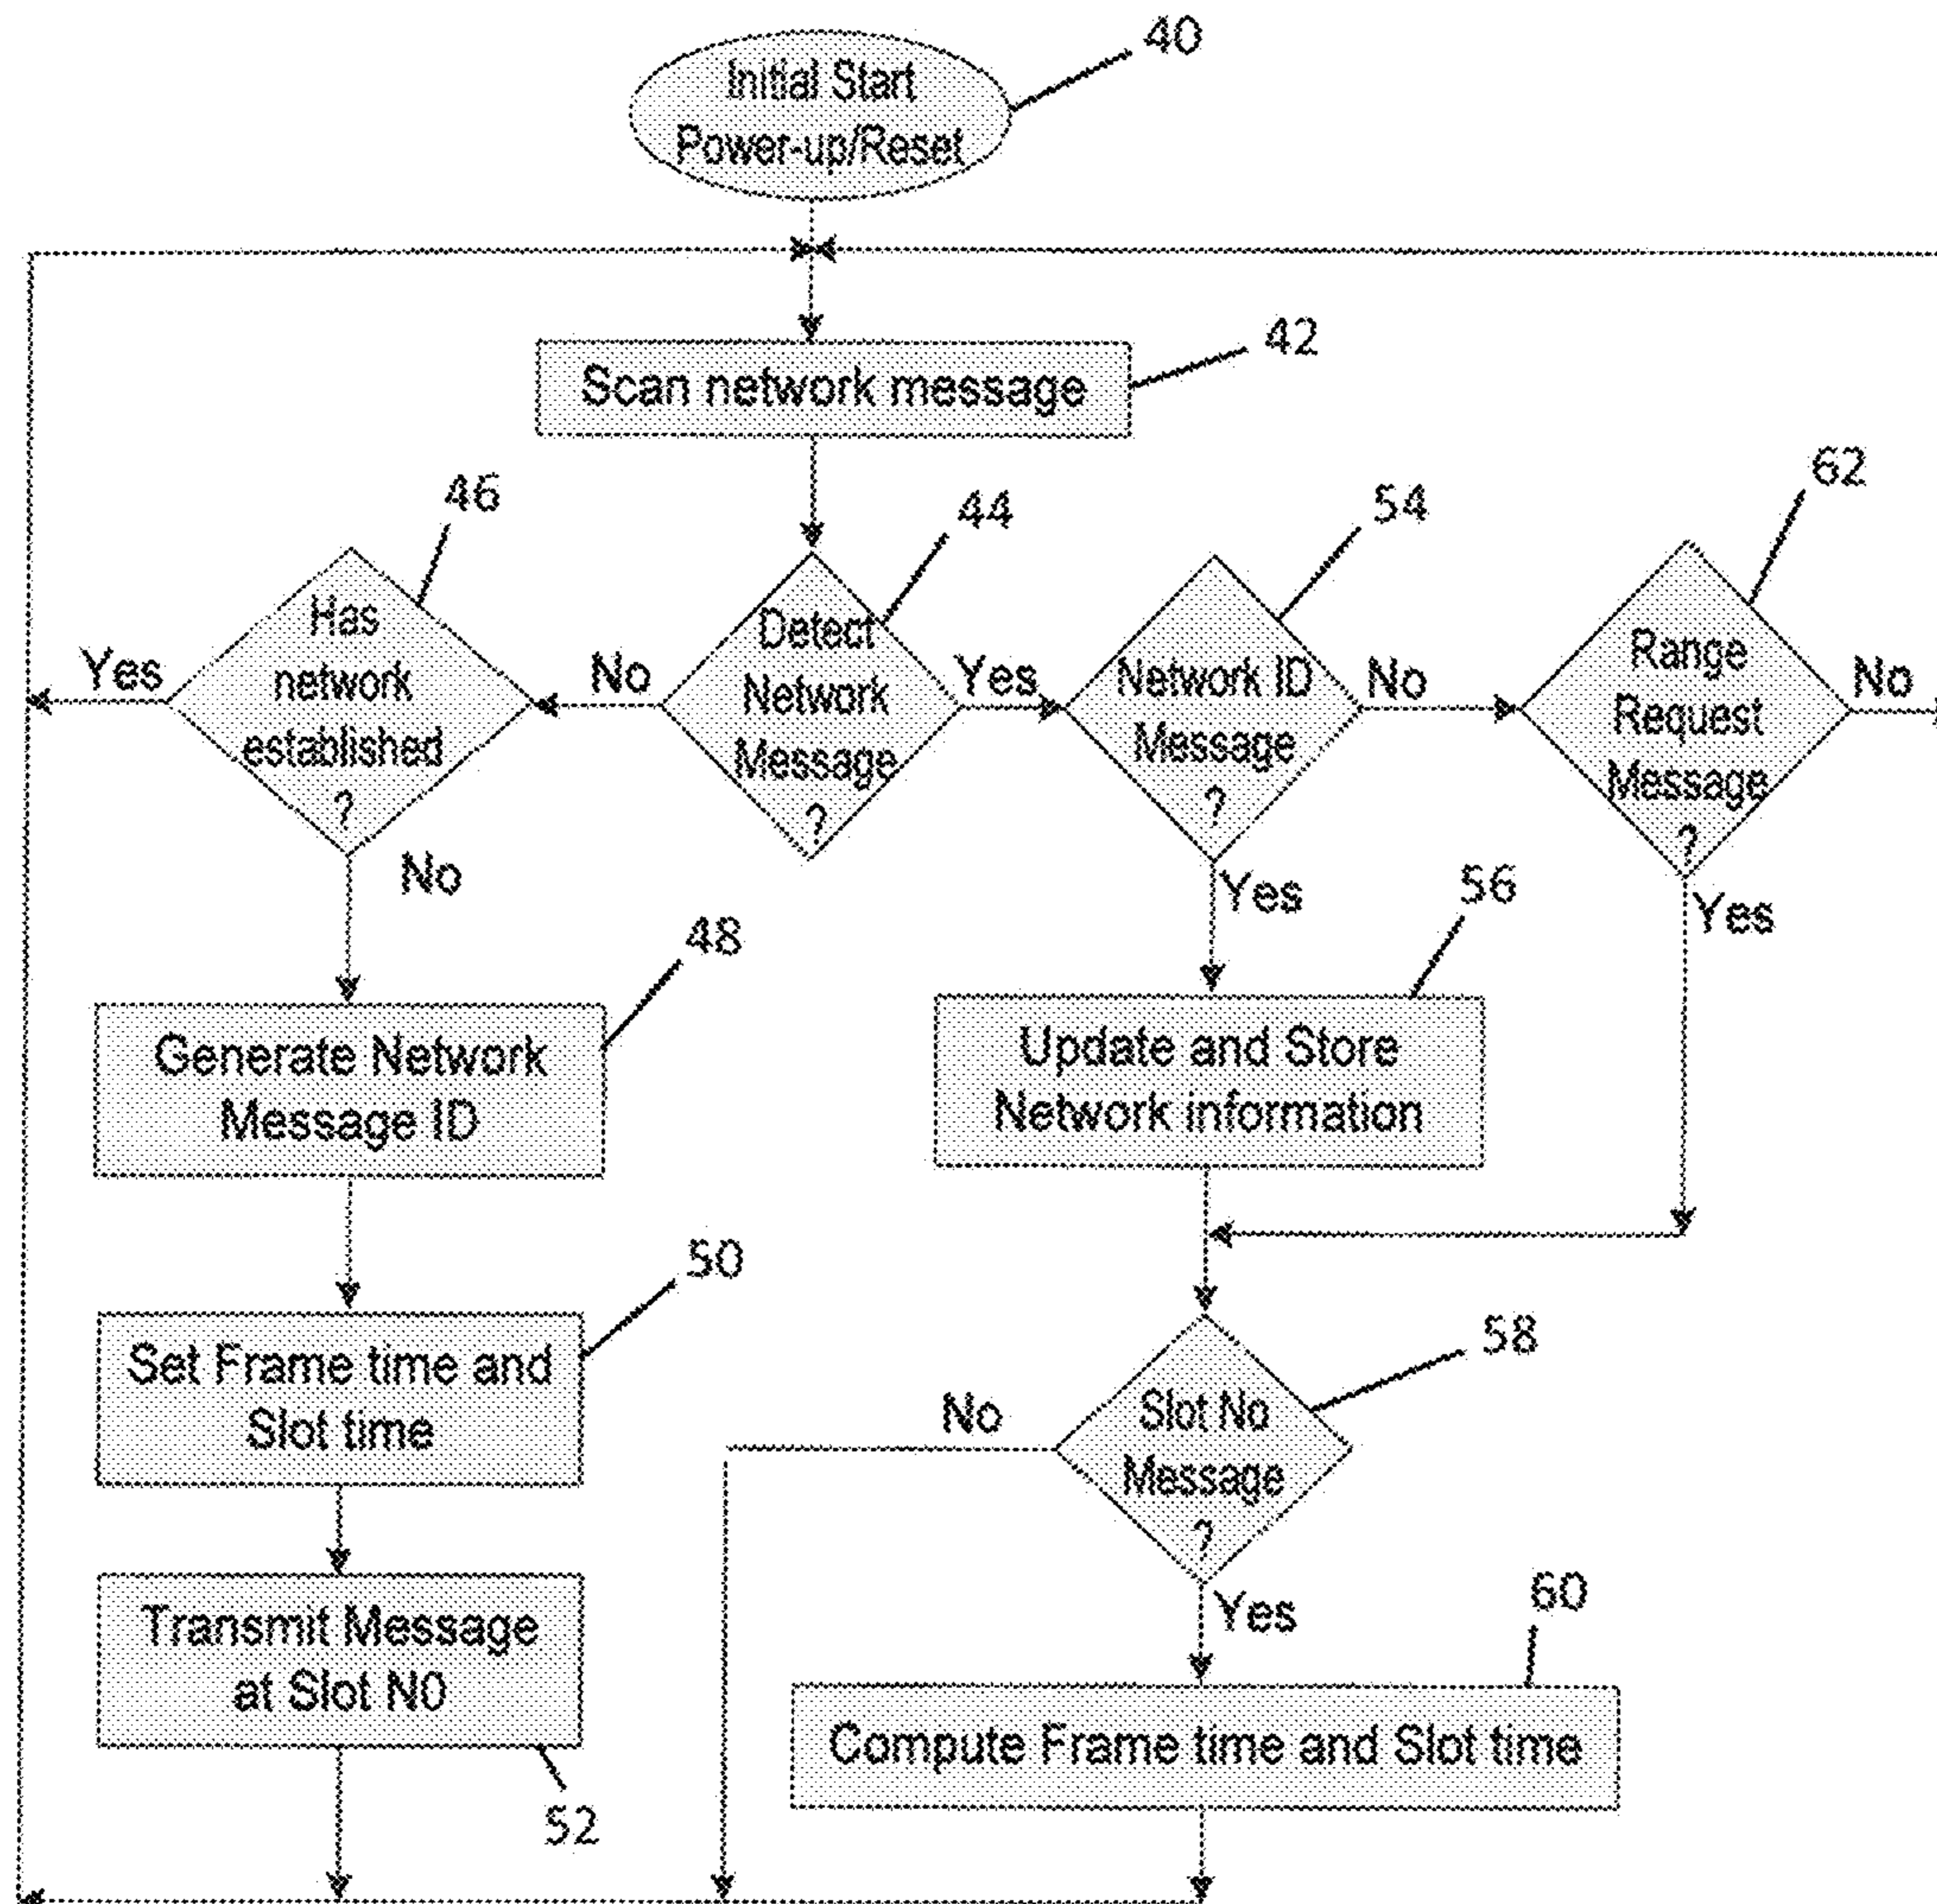 Initial Start
Power-up/Reset
40
Scan network message
42
46
Has
network
established
?
Yes
No
44
Detect
Network
Message
?
No
Yes
54
Network ID
Message
?
No
Yes
62
Range
Request
Message
?
No
Yes
48
Generate Network
Message ID
56
Update and Store
Network information
50
Set Frame time and
Slot time
58
Slot No
Message
?
No
Yes
Transmit Message
at Slot N0
52
60
Compute Frame time and Slot time